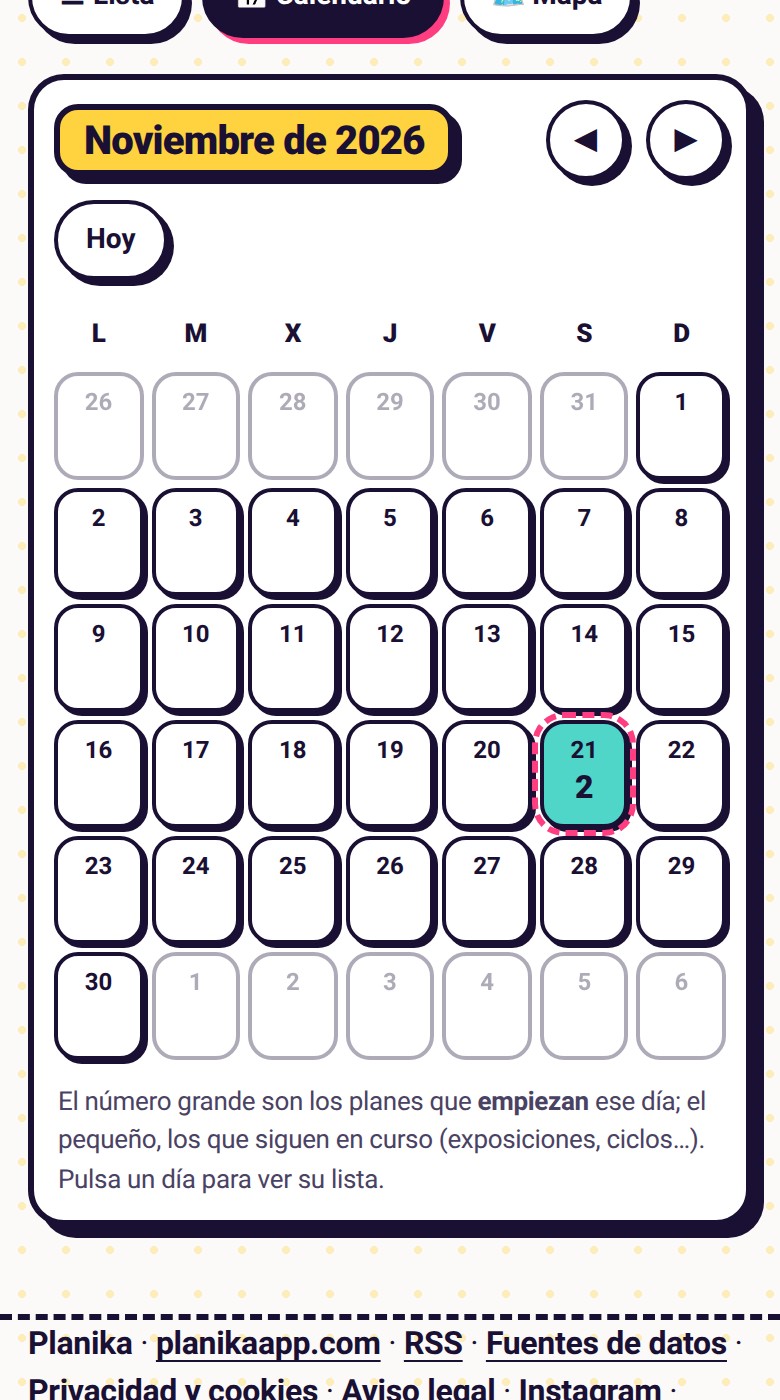 ☰ Lista 17 Calendario Mapa
Noviembre de 2026 ◀ ▶
Hoy
L M X J V S D
26 27 28 29 30 31 1
2 3 4 5 6 7 8
9 10 11 12 13 14 15
16 17 18 19 20 21 22
2
23 24 25 26 27 28 29
30 1 2 3 4 5 6
El número grande son los planes que empiezan ese día; el
pequeño, los que siguen en curso (exposiciones, ciclos…).
Pulsa un día para ver su lista.
Planika · planikaapp.com · RSS · Fuentes de datos ·
Privacidad y cookies · Aviso legal · Instagram ·